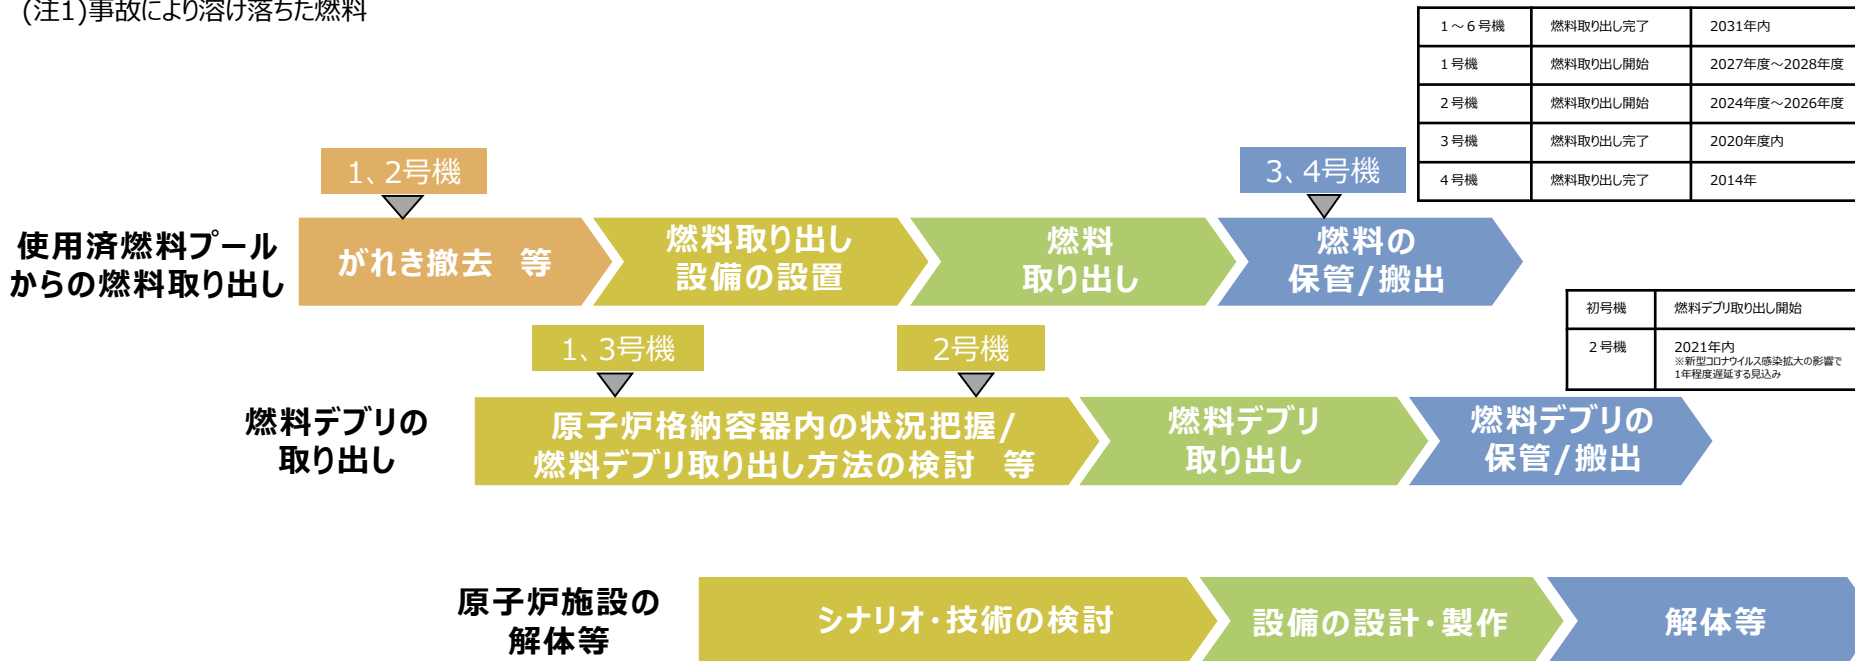 (注1)事故により溶け落ちた燃料
1～6号機 燃料取り出し完了 2031年内
1号機 燃料取り出し開始 2027年度～2028年度
2号機 燃料取り出し開始 2024年度～2026年度
3号機 燃料取り出し完了 2020年度内
4号機 燃料取り出し完了 2014年
1、2号機
3、4号機
使用済燃料プール
からの燃料取り出し
がれき撤去 等
燃料取り出し
設備の設置
燃料
取り出し
燃料の
保管/搬出
初号機 燃料デブリ取り出し開始
2号機 2021年内
※新型コロナウイルス感染拡大の影響で
1年程度遅延する見込み
1、3号機
2号機
燃料デブリの
取り出し
原子炉格納容器内の状況把握/
燃料デブリ取り出し方法の検討 等
燃料デブリ
取り出し
燃料デブリの
保管/搬出
原子炉施設の
解体等
シナリオ・技術の検討
設備の設計・製作
解体等